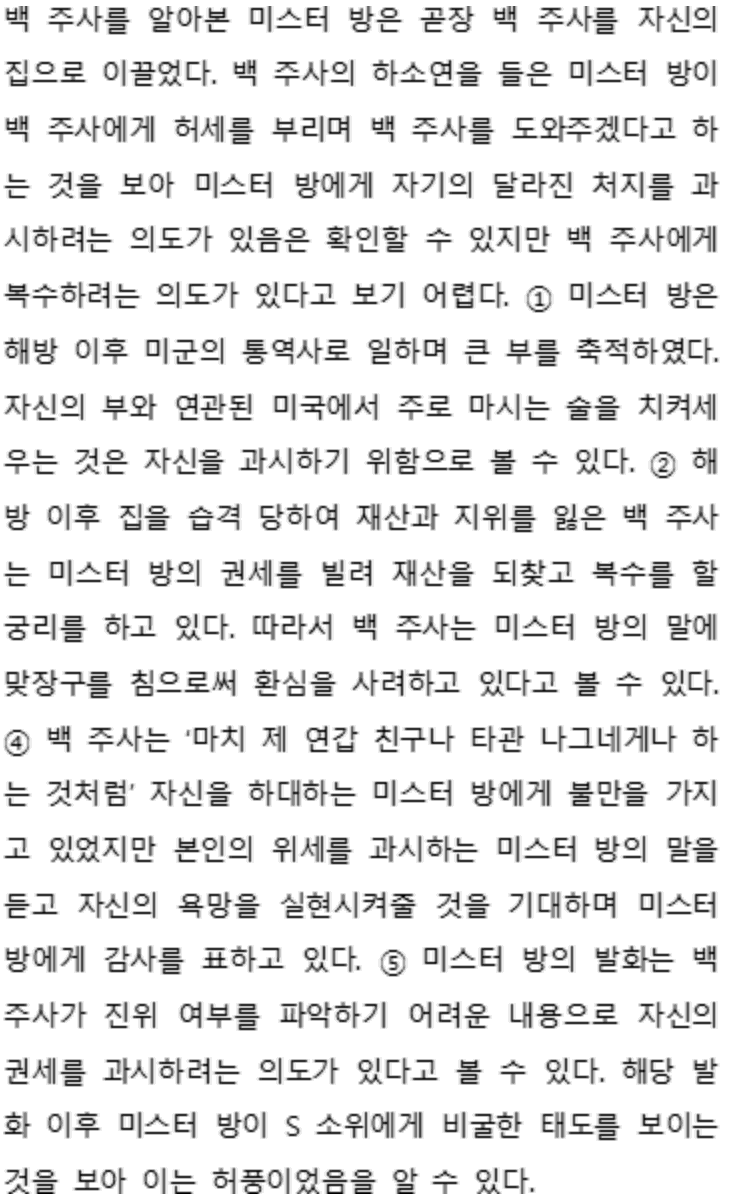 백 주사를 알아본 미스터 방은 곧장 백 주사를 자신의
집으로 이끌었다. 백 주사의 하소연을 들은 미스터 방이
백 주사에게 허세를 부리며 백 주사를 도와주겠다고 하
는 것을 보아 미스터 방에게 자기의 달라진 처지를 과
시하려는 의도가 있음은 확인할 수 있지만 백 주사에게
복수하려는 의도가 있다고 보기 어렵다. ① 미스터 방은
해방 이후 미군의 통역사로 일하며 큰 부를 축적하였다.
자신의 부와 연관된 미국에서 주로 마시는 술을 치켜세
우는 것은 자신을 과시하기 위함으로 볼 수 있다. ② 해
방 이후 집을 습격 당하여 재산과 지위를 잃은 백 주사
는 미스터 방의 권세를 빌려 재산을 되찾고 복수를 할
궁리를 하고 있다. 따라서 백 주사는 미스터 방의 말에
맞장구를 침으로써 환심을 사려하고 있다고 볼 수 있다.
④ 백 주사는 '마치 제 연갑 친구나 타관 나그네게나 하
는 것처럼' 자신을 하대하는 미스터 방에게 불만을 가지
고 있었지만 본인의 위세를 과시하는 미스터 방의 말을
듣고 자신의 욕망을 실현시켜줄 것을 기대하며 미스터
방에게 감사를 표하고 있다. ⑤ 미스터 방의 발화는 백
주사가 진위 여부를 파악하기 어려운 내용으로 자신의
권세를 과시하려는 의도가 있다고 볼 수 있다. 해당 발
화 이후 미스터 방이 S 소위에게 비굴한 태도를 보이는
것을 보아 이는 허풍이었음을 알 수 있다.